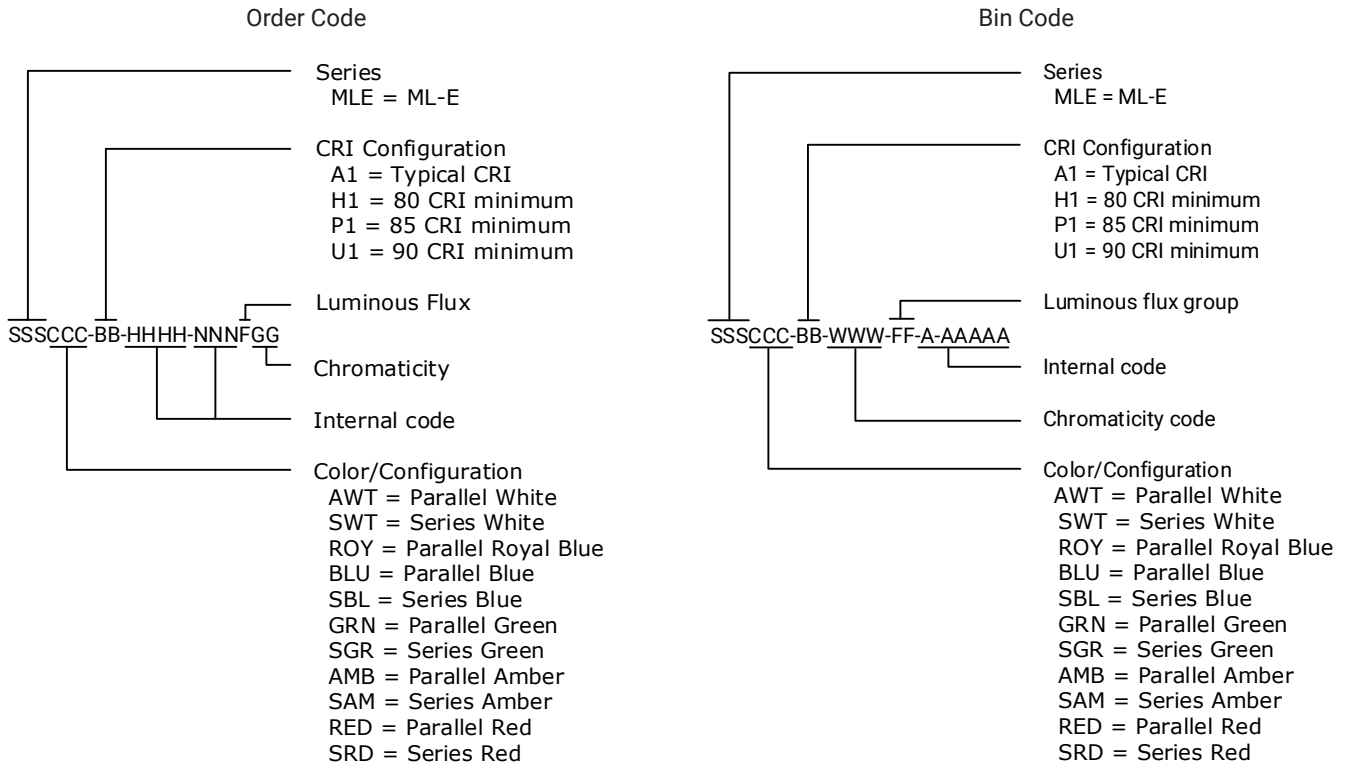 Order Code
Series
MLE = ML-E
CRI Configuration
A1 = Typical CRI
H1 = 80 CRI minimum
P1 = 85 CRI minimum
U1 = 90 CRI minimum
Luminous Flux
SSSCCC-BB-HHHH-NNNFGG
Chromaticity
Internal code
Color/Configuration
AWT = Parallel White
SWT = Series White
ROY = Parallel Royal Blue
BLU = Parallel Blue
SBL = Series Blue
GRN = Parallel Green
SGR = Series Green
AMB = Parallel Amber
SAM = Series Amber
RED = Parallel Red
SRD = Series Red
Bin Code
Series
MLE = ML-E
CRI Configuration
A1 = Typical CRI
H1 = 80 CRI minimum
P1 = 85 CRI minimum
U1 = 90 CRI minimum
Luminous flux group
SSSCCC-BB-WWW-FF-A-AAAAA
Internal code
Chromaticity code
Color/Configuration
AWT = Parallel White
SWT = Series White
ROY = Parallel Royal Blue
BLU = Parallel Blue
SBL = Series Blue
GRN = Parallel Green
SGR = Series Green
AMB = Parallel Amber
SAM = Series Amber
RED = Parallel Red
SRD = Series Red